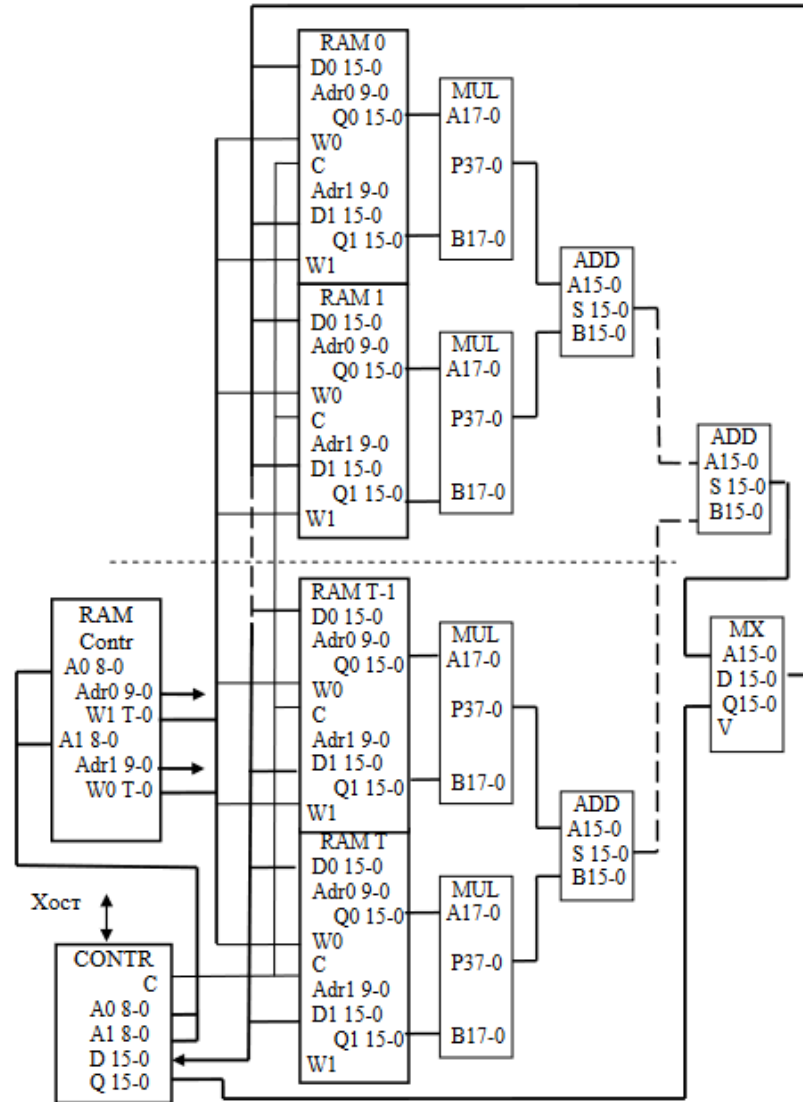 RAM 0
D0 15-0
Adr0 9-0
Q0 15-0
W0
C
Adr1 9-0
D1 15-0
Q1 15-0
W1
MUL
A17-0
P37-0
B17-0
RAM 1
D0 15-0
Adr0 9-0
Q0 15-0
W0
C
Adr1 9-0
D1 15-0
Q1 15-0
W1
MUL
A17-0
P37-0
B17-0
ADD
A15-0
S 15-0
B15-0
ADD
A15-0
S 15-0
B15-0
RAM T-1
D0 15-0
Adr0 9-0
Q0 15-0
W0
C
Adr1 9-0
D1 15-0
Q1 15-0
W1
MUL
A17-0
P37-0
B17-0
RAM
Contr
A0 8-0
Adr0 9-0
W1 T-0
A1 8-0
Adr1 9-0
W0 T-0
MX
A15-0
D 15-0
Q15-0
V
ADD
A15-0
S 15-0
B15-0
RAM T
D0 15-0
Adr0 9-0
Q0 15-0
W0
C
Adr1 9-0
D1 15-0
Q1 15-0
W1
MUL
A17-0
P37-0
B17-0
Хост
CONTR
C
A0 8-0
A1 8-0
D 15-0
Q 15-0